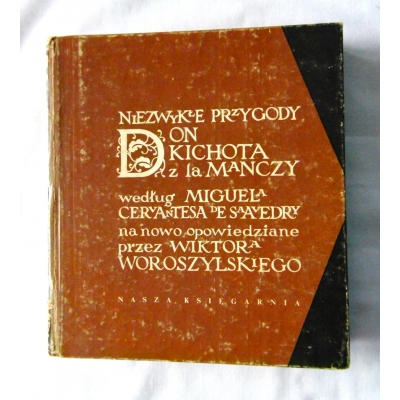 NIEZWYKŁE PRZYGODY
DON
KICHOTA
z la MANCZY
według MIGUELA
CERVANTESA DE SAAVEDRY
na nowo opowiedziane
przez WIKTORA
WOROSZYLSKIEGO
NASZA KSIĘGARNIA